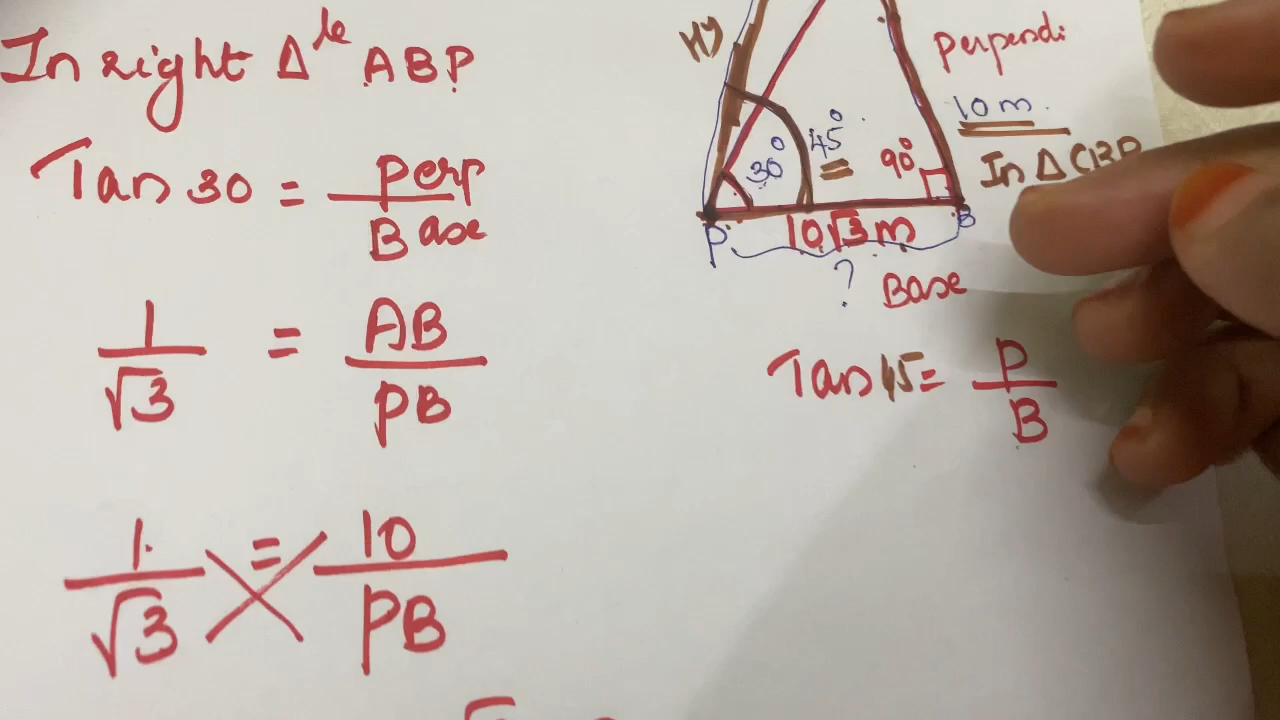 In right Δle ABP
Tan 30 = perp / Base
1 / √3 = AB / PB
1 / √3 = 10 / PB
Hy
Perpendi
10 m.
30° 45° 90°
In Δ CBP
P 10√3 m B
? Base
Tan 45 = P / B